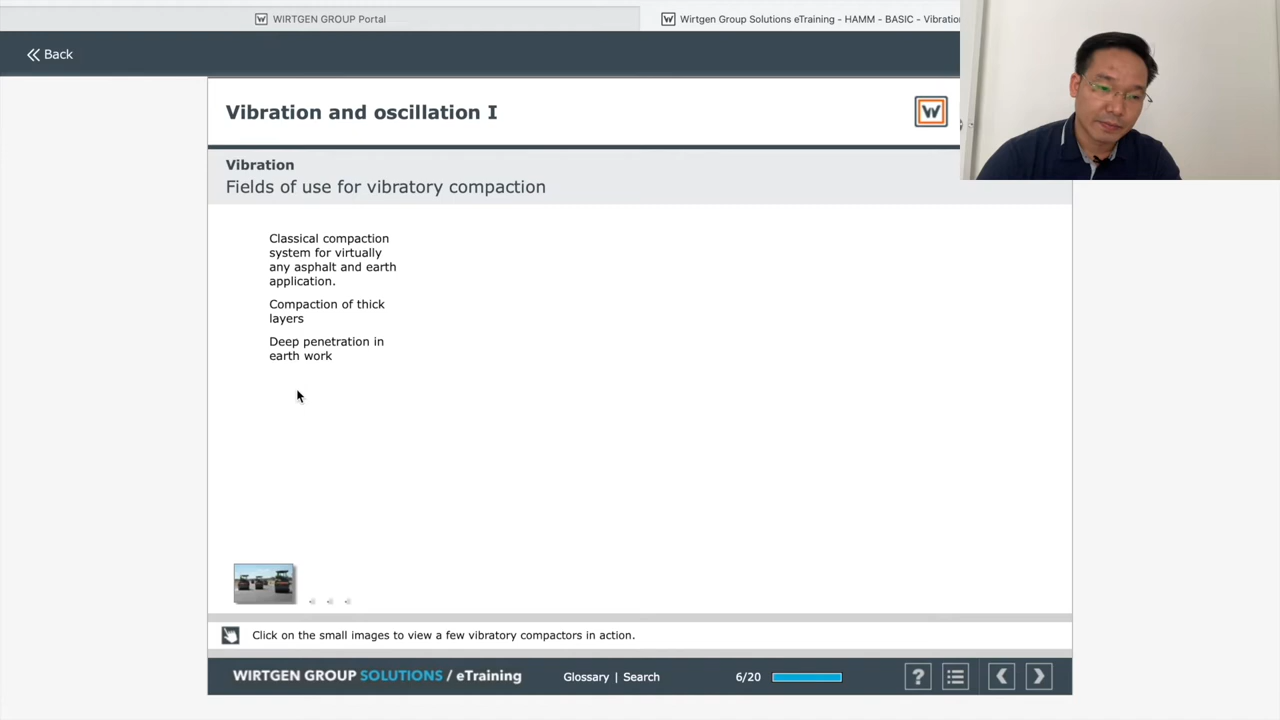 WIRTGEN GROUP Portal
Wirtgen Group Solutions eTraining - HAMM - BASIC - Vibratio
Back
Vibration and oscillation I
W
Vibration
Fields of use for vibratory compaction
Classical compaction
system for virtually
any asphalt and earth
application.
Compaction of thick
layers
Deep penetration in
earth work
Click on the small images to view a few vibratory compactors in action.
WIRTGEN GROUP SOLUTIONS / eTraining
Glossary | Search
6/20
?